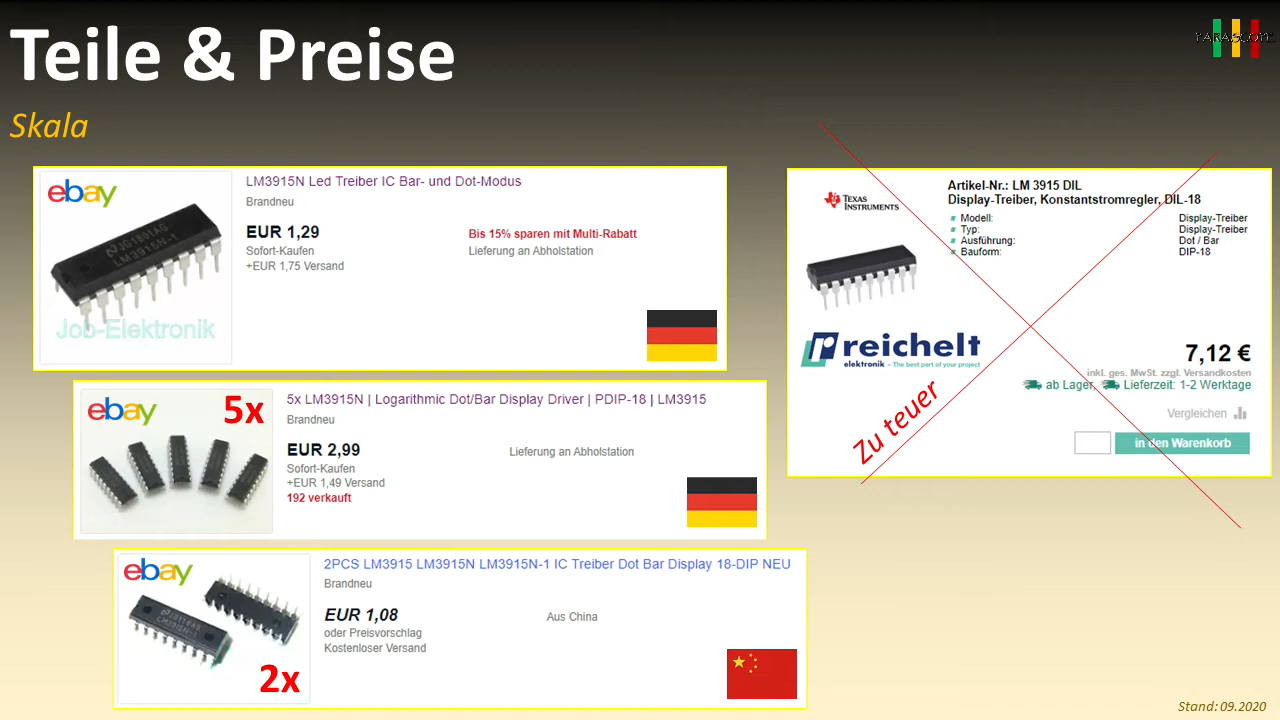 Teile & Preise
TARASCOTT
Skala
ebay
JG1801AG
LM3915N-1
Job-Elektronik
LM3915N Led Treiber IC Bar- und Dot-Modus
Brandneu
EUR 1,29
Sofort-Kaufen
+EUR 1,75 Versand
Bis 15% sparen mit Multi-Rabatt
Lieferung an Abholstation
ebay
5x
5x LM3915N | Logarithmic Dot/Bar Display Driver | PDIP-18 | LM3915
Brandneu
EUR 2,99
Sofort-Kaufen
+EUR 1,49 Versand
192 verkauft
Lieferung an Abholstation
ebay
LM3915N-1
2x
2PCS LM3915 LM3915N LM3915N-1 IC Treiber Dot Bar Display 18-DIP NEU
Brandneu
EUR 1,08
oder Preisvorschlag
Kostenloser Versand
Aus China
TEXAS
INSTRUMENTS
Artikel-Nr.: LM 3915 DIL
Display-Treiber, Konstantstromregler, DIL-18
Modell: Display-Treiber
Typ: Display-Treiber
Ausführung: Dot / Bar
Bauform: DIP-18
reichelt
elektronik – The best part of your project
7,12 €
inkl. ges. MwSt. zzgl. Versandkosten
ab Lager, Lieferzeit: 1-2 Werktage
Vergleichen
in den Warenkorb
Zu teuer
Stand: 09.2020